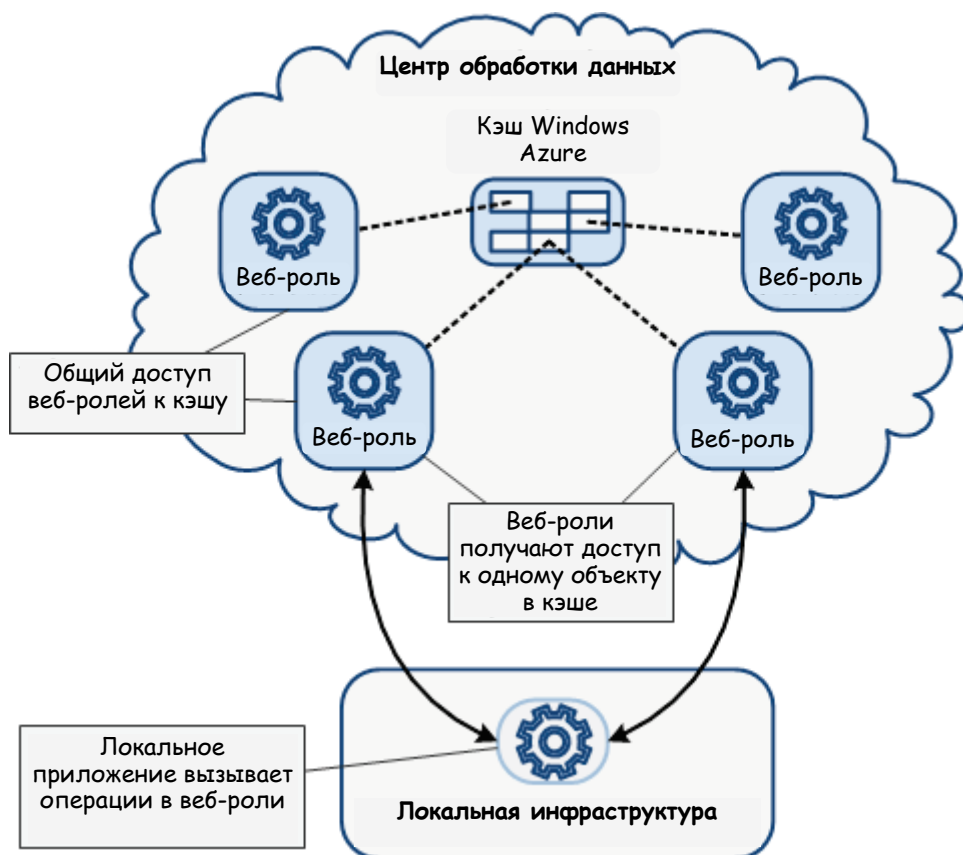 Центр обработки данных
Кэш Windows
Azure
Веб-роль
Веб-роль
Общий доступ
веб-ролей к кэшу
Веб-роль
Веб-роль
Веб-роли
получают доступ
к одному объекту
в кэше
Локальное
приложение вызывает
операции в веб-роли
Локальная инфраструктура